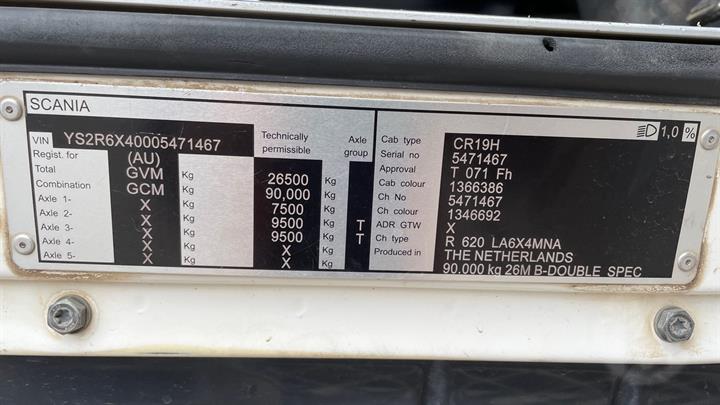 SCANIA
1,0 %
VIN YS2R6X40005471467 Technically permissible Axle group Cab type CR19H
Regist. for (AU) Serial no 5471467
Total GVM Kg 26500 Kg Approval T 071 Fh
Combination GCM Kg 90,000 Kg Cab colour 1366386
Axle 1- X Kg 7500 Kg Ch No 5471467
Axle 2- X Kg 9500 Kg T Ch colour 1346692
Axle 3- X Kg 9500 Kg T ADR GTW X
Axle 4- X Kg X Kg Ch type R 620 LA6X4MNA
Axle 5- X Kg X Kg Produced in THE NETHERLANDS
90.000 kg 26M B-DOUBLE SPEC